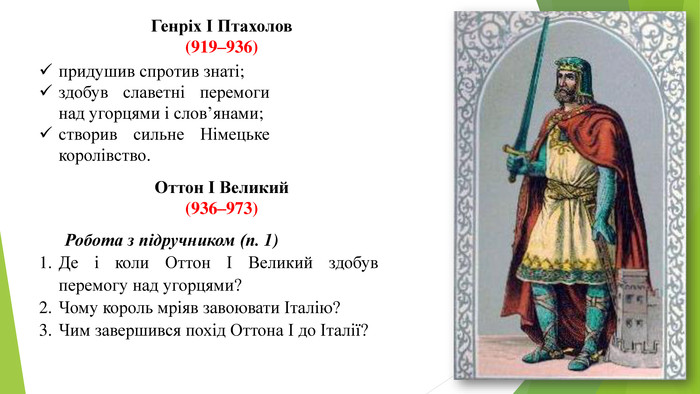 Генріх І Птахолов
(919–936)
✓ придушив спротив знаті;
✓ здобув славетні перемоги
над угорцями і слов’янами;
✓ створив сильне Німецьке
королівство.
Оттон І Великий
(936–973)
Робота з підручником (п. 1)
1. Де і коли Оттон І Великий здобув
перемогу над угорцями?
2. Чому король мріяв завоювати Італію?
3. Чим завершився похід Оттона І до Італії?